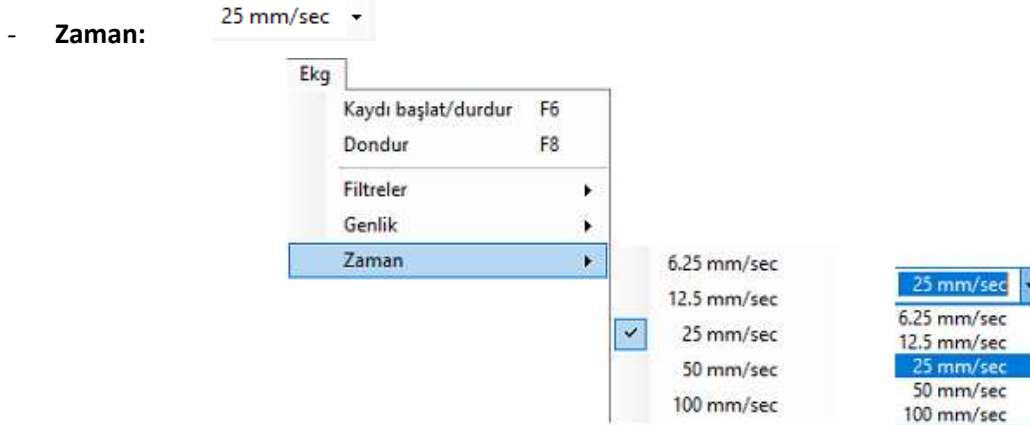 25 mm/sec
- Zaman:
Ekg
Kaydı başlat/durdur F6
Dondur F8
Filtreler
Genlik
Zaman
6.25 mm/sec
12.5 mm/sec
25 mm/sec
50 mm/sec
100 mm/sec
25 mm/sec
6.25 mm/sec
12.5 mm/sec
25 mm/sec
50 mm/sec
100 mm/sec